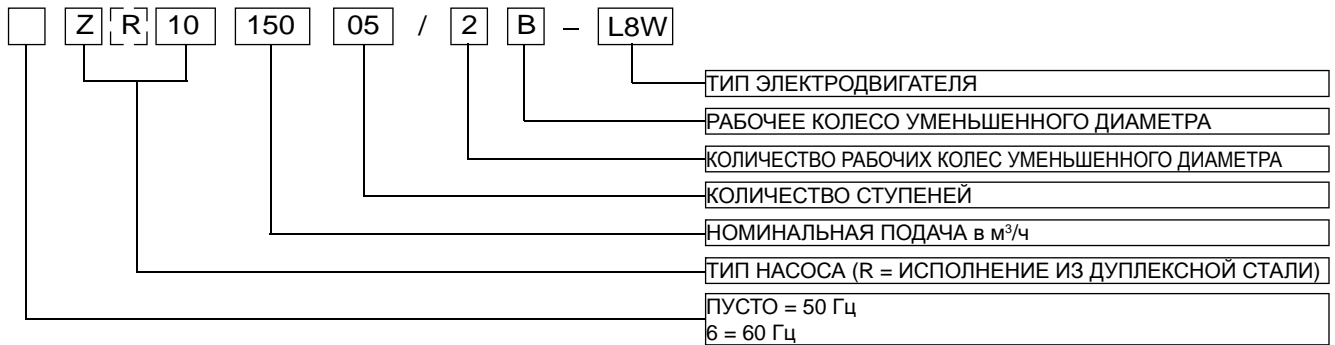 Z R 10 150 05 / 2 B – L8W
ТИП ЭЛЕКТРОДВИГАТЕЛЯ
РАБОЧЕЕ КОЛЕСО УМЕНЬШЕННОГО ДИАМЕТРА
КОЛИЧЕСТВО РАБОЧИХ КОЛЕС УМЕНЬШЕННОГО ДИАМЕТРА
КОЛИЧЕСТВО СТУПЕНЕЙ
НОМИНАЛЬНАЯ ПОДАЧА в м³/ч
ТИП НАСОСА (R = ИСПОЛНЕНИЕ ИЗ ДУПЛЕКСНОЙ СТАЛИ)
ПУСТО = 50 Гц
6 = 60 Гц